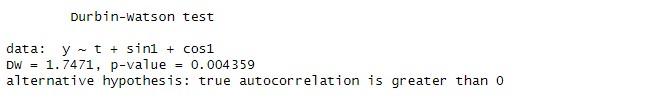 Durbin-Watson test
data:  y ~ t + sin1 + cos1
DW = 1.7471, p-value = 0.004359
alternative hypothesis: true autocorrelation is greater than 0